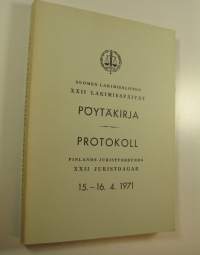 SUOMEN LAKIMIESLIITON
XXII LAKIMIESPÄIVÄT
PÖYTÄKIRJA
PROTOKOLL
FINLANDS JURISTFÖRBUNDS
XXII JURISTDAGAR
15.–16. 4. 1971